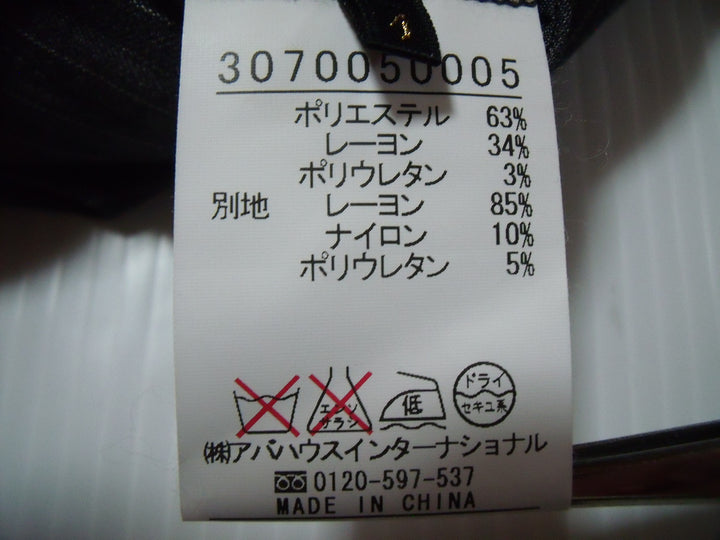 1
3070050005
ポリエステル 63%
レーヨン 34%
ポリウレタン 3%
別地 レーヨン 85%
ナイロン 10%
ポリウレタン 5%
エンソ サラシ 低 ドライ セキユ系
㈱アバハウスインターナショナル
0120-597-537
MADE IN CHINA